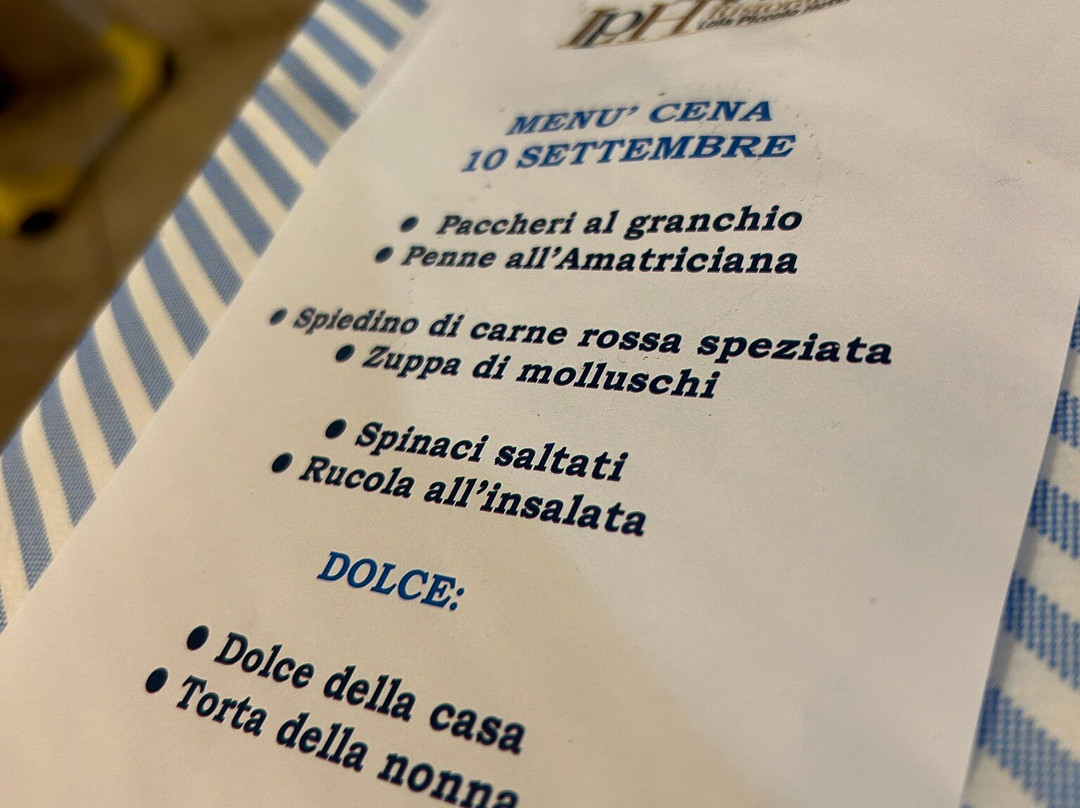 MENU' CENA
10 SETTEMBRE
• Paccheri al granchio
• Penne all'Amatriciana
• Spiedino di carne rossa speziata
• Zuppa di molluschi
• Spinaci saltati
• Rucola all'insalata
DOLCE:
• Dolce della casa
• Torta della nonna